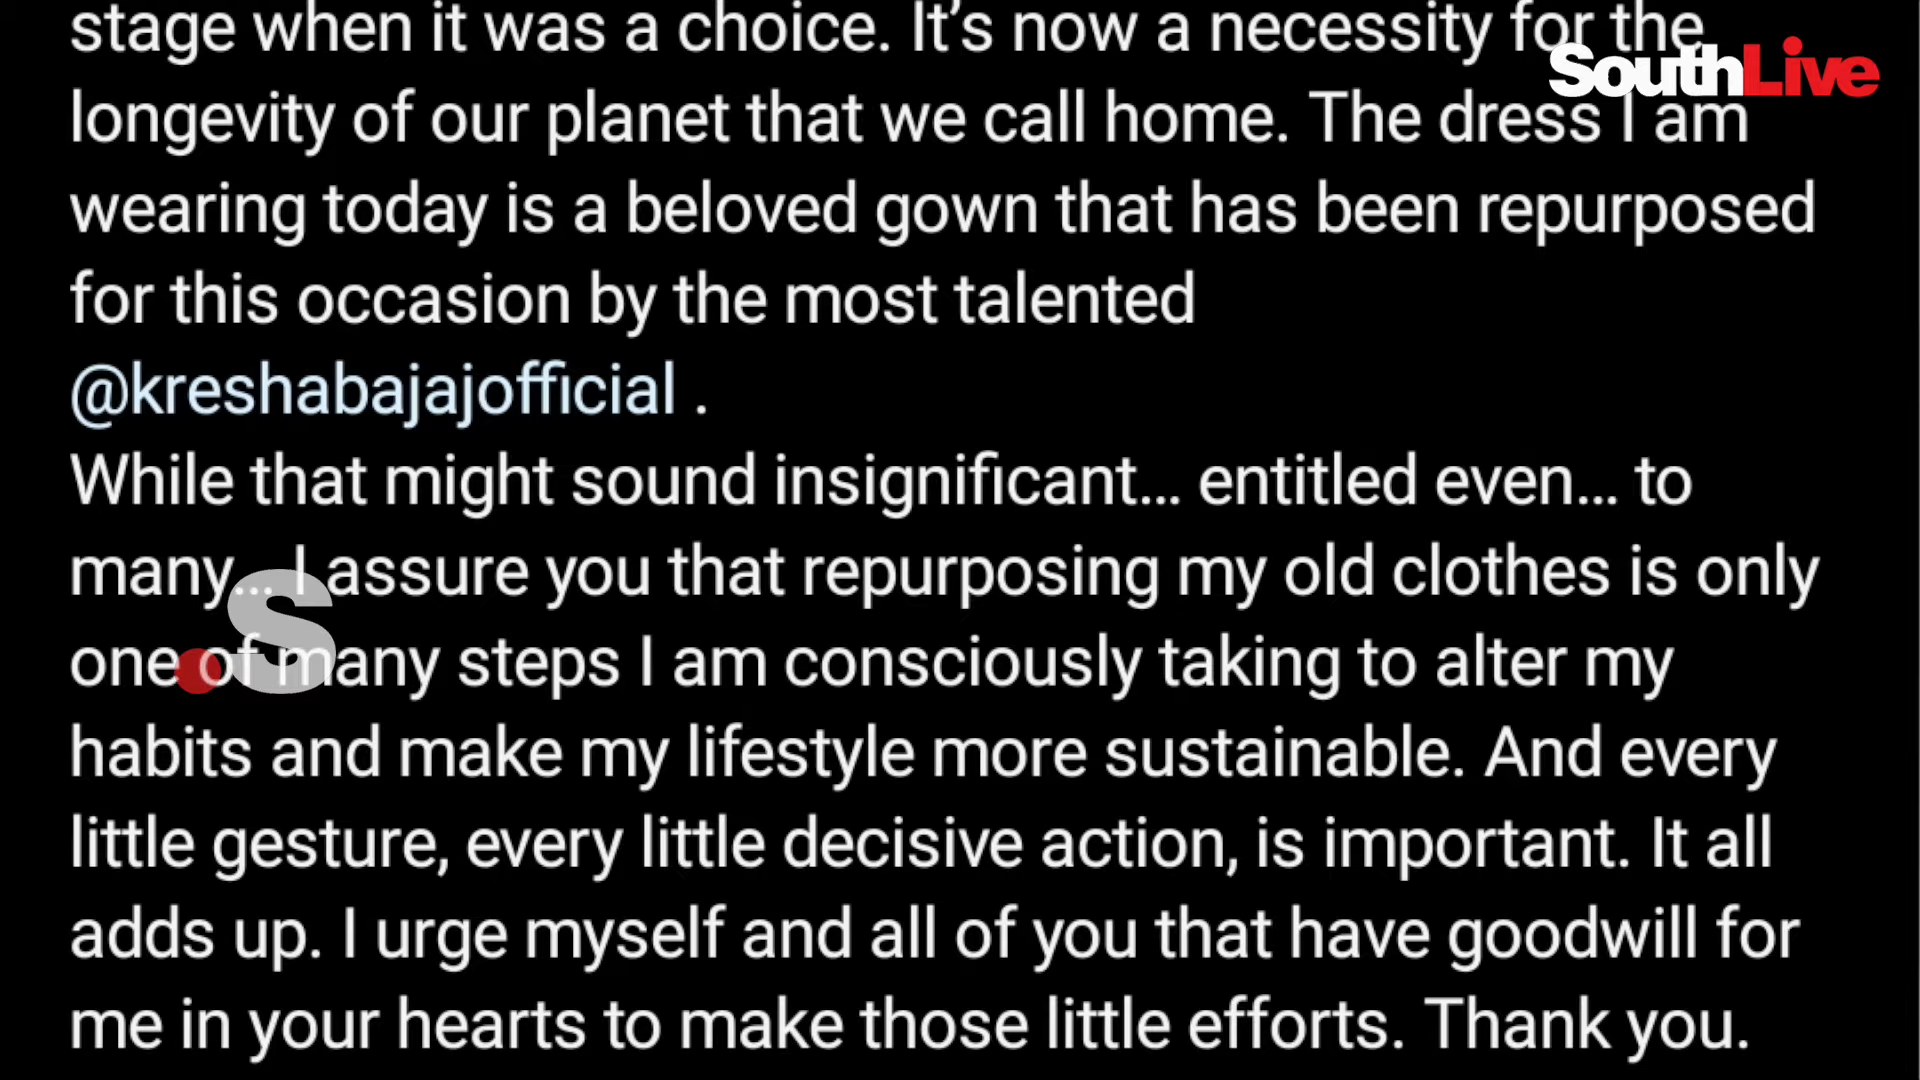 stage when it was a choice. It’s now a necessity for the
SouthLive
longevity of our planet that we call home. The dress I am
wearing today is a beloved gown that has been repurposed
for this occasion by the most talented
@kreshabajajofficial .
While that might sound insignificant... entitled even... to
many... I assure you that repurposing my old clothes is only
S
one of many steps I am consciously taking to alter my
habits and make my lifestyle more sustainable. And every
little gesture, every little decisive action, is important. It all
adds up. I urge myself and all of you that have goodwill for
me in your hearts to make those little efforts. Thank you.